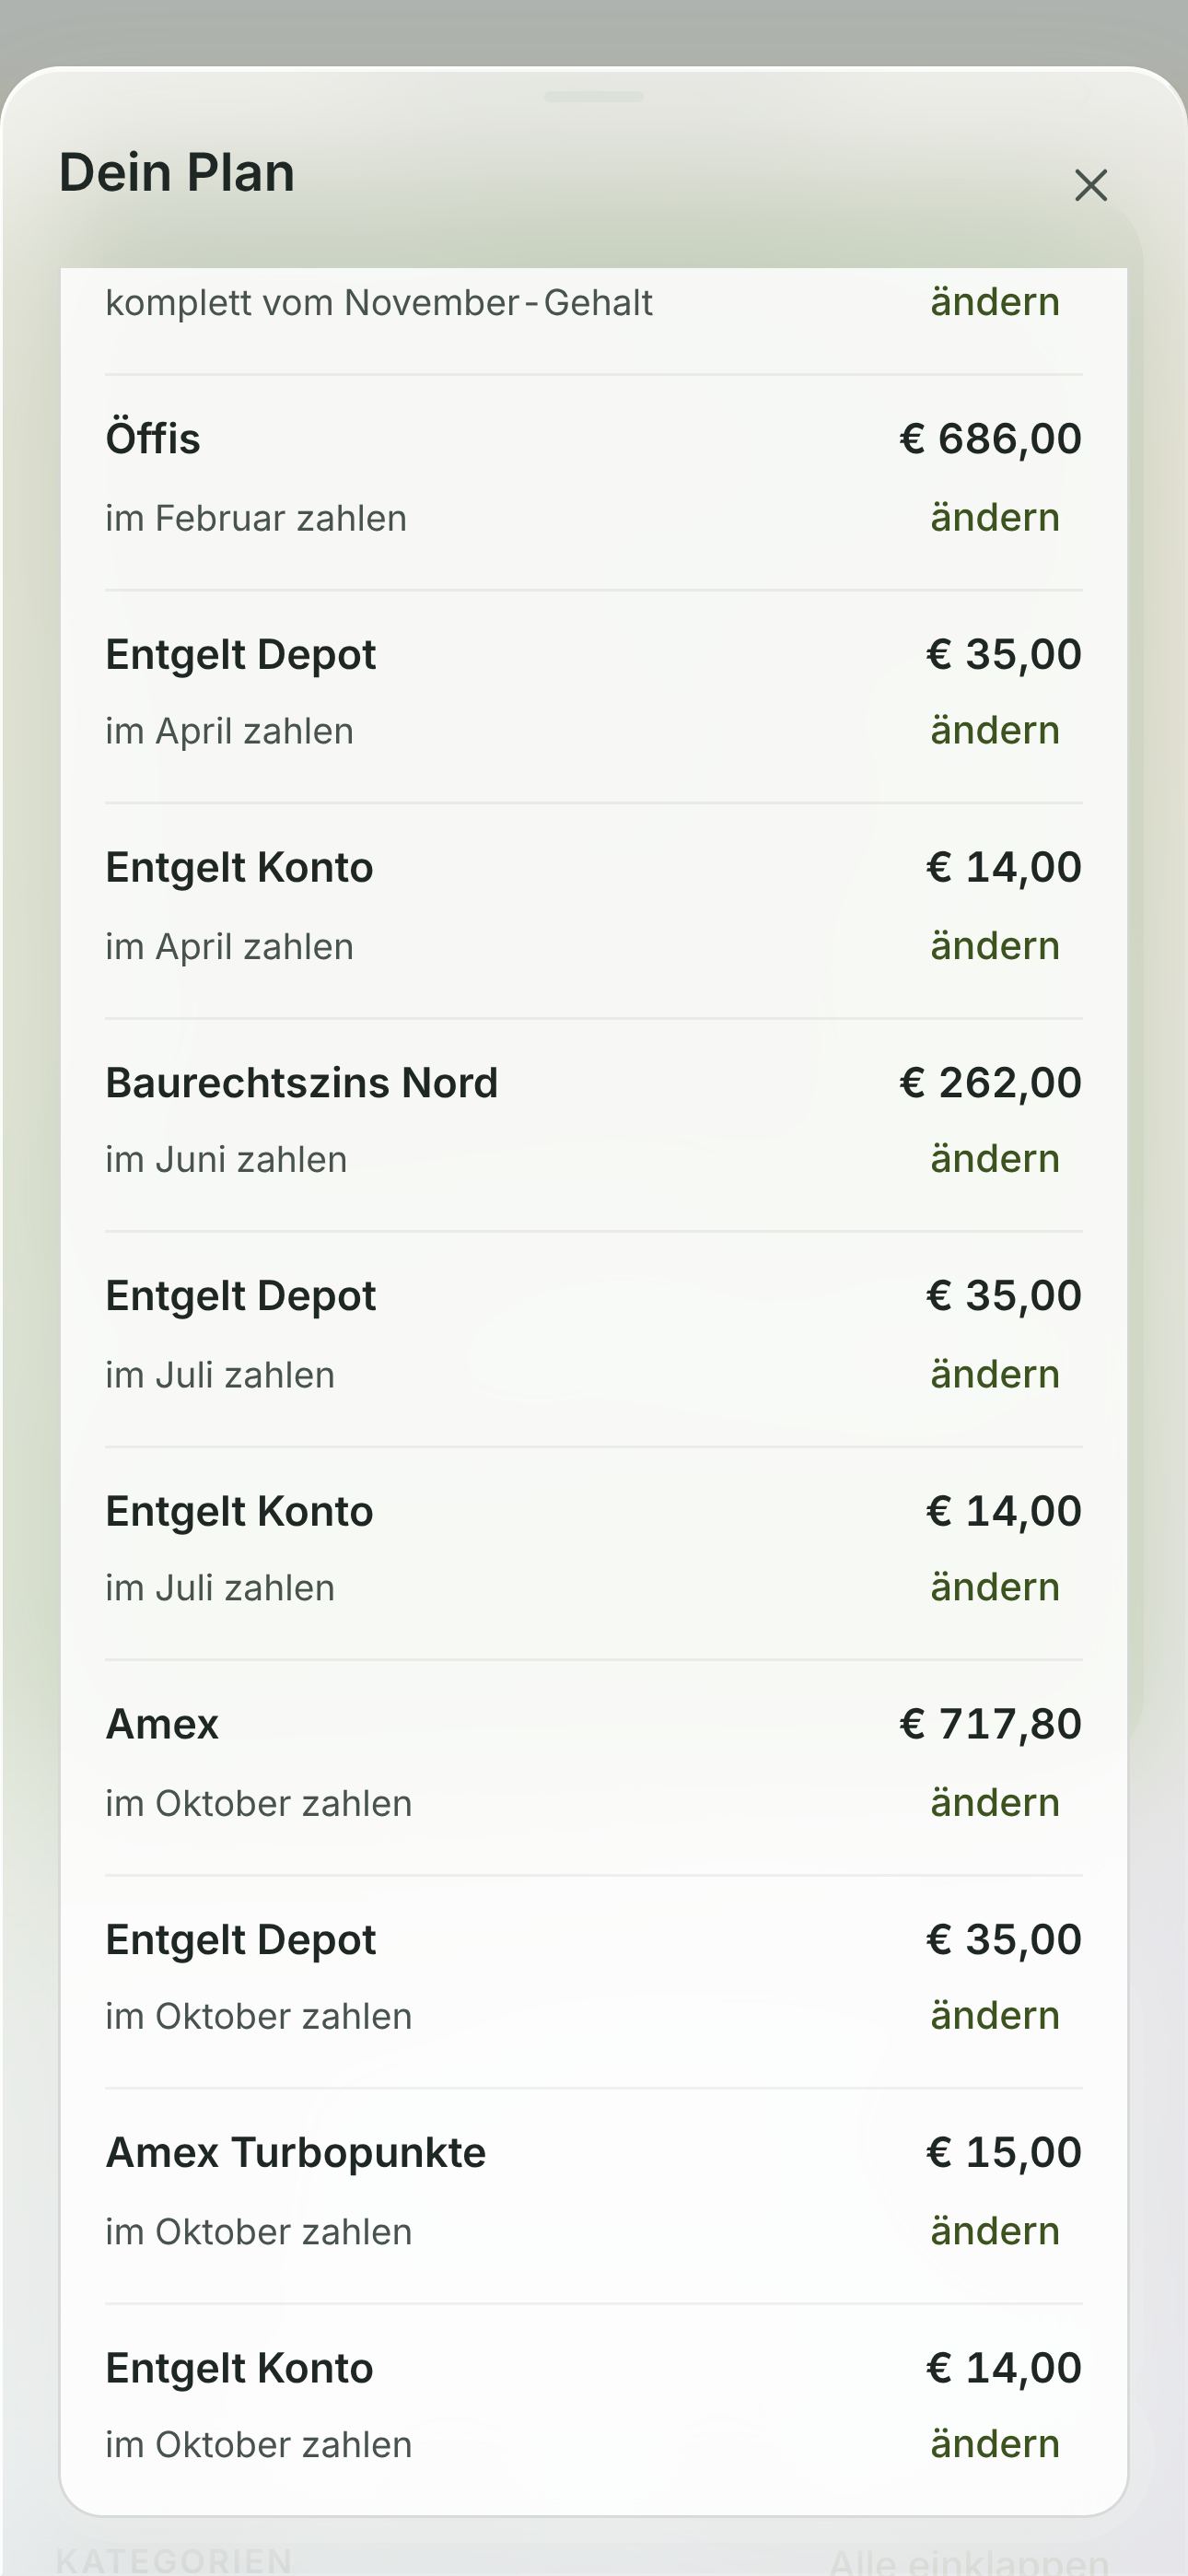 Dein Plan
komplett vom November-Gehalt ändern
Öffis € 686,00
im Februar zahlen ändern
Entgelt Depot € 35,00
im April zahlen ändern
Entgelt Konto € 14,00
im April zahlen ändern
Baurechtszins Nord € 262,00
im Juni zahlen ändern
Entgelt Depot € 35,00
im Juli zahlen ändern
Entgelt Konto € 14,00
im Juli zahlen ändern
Amex € 717,80
im Oktober zahlen ändern
Entgelt Depot € 35,00
im Oktober zahlen ändern
Amex Turbopunkte € 15,00
im Oktober zahlen ändern
Entgelt Konto € 14,00
im Oktober zahlen ändern
KATEGORIEN Alle einklappen